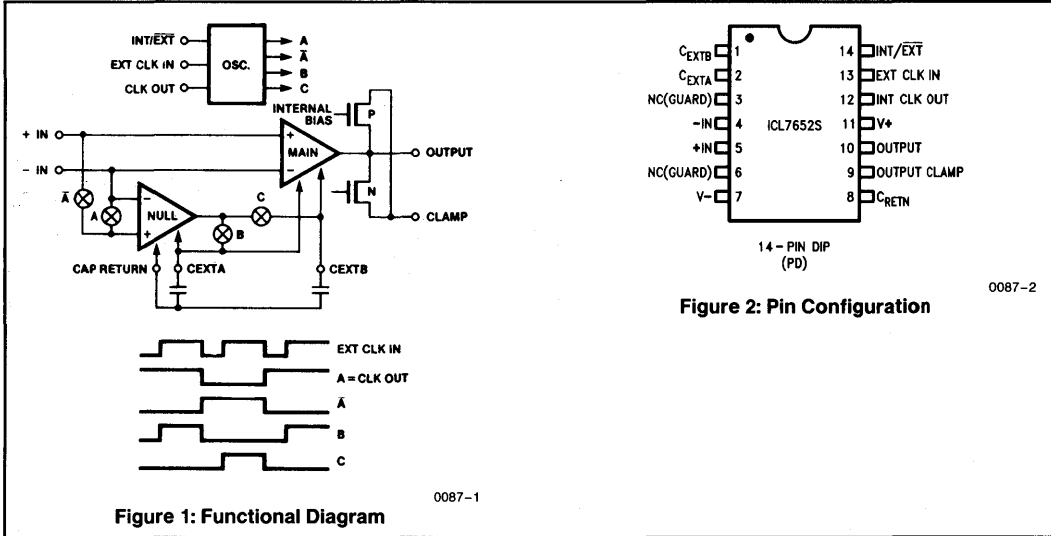 INT/EXT
EXT CLK IN
CLK OUT
OSC.
A
A̅
B
C
INTERNAL
BIAS
P
+ IN
- IN
+
MAIN
-
OUTPUT
N
CLAMP
A̅
A
-
NULL
+
C
B
CAP RETURN
CEXTA
CEXTB
EXT CLK IN
A = CLK OUT
A̅
B
C
0087-1
Figure 1: Functional Diagram
CEXTB 1
CEXTA 2
NC(GUARD) 3
-IN 4
+IN 5
NC(GUARD) 6
V- 7
ICL7652S
14 INT/E̅X̅T̅
13 EXT CLK IN
12 INT CLK OUT
11 V+
10 OUTPUT
9 OUTPUT CLAMP
8 CRETN
14-PIN DIP
(PD)
0087-2
Figure 2: Pin Configuration